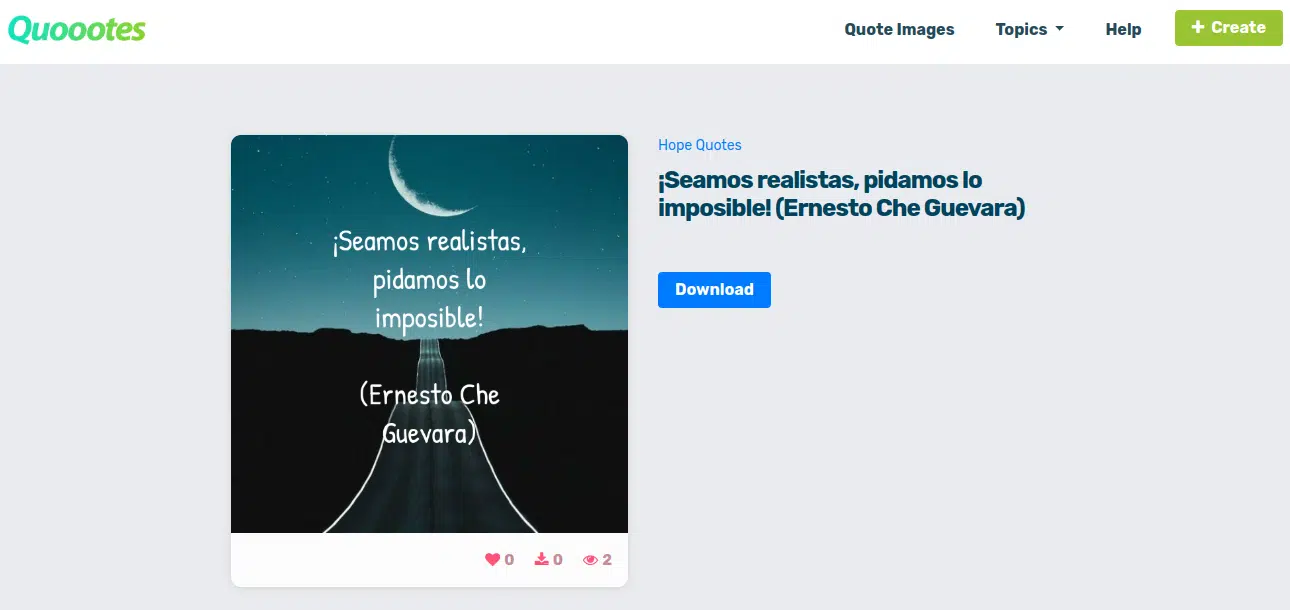 Quoootes
Quote Images
Topics
Help
Create
¡Seamos realistas,
pidamos lo
imposible!
(Ernesto Che
Guevara)
0
0
2
Hope Quotes
¡Seamos realistas, pidamos lo
imposible! (Ernesto Che Guevara)
Download